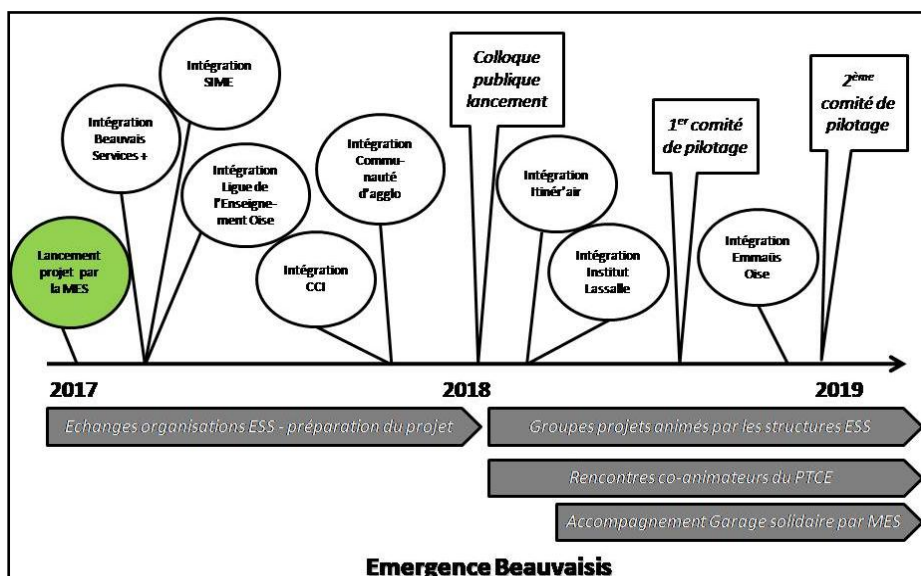 Lancement
projet par
la MES
Intégration
Beauvais
Services +
Intégration
SIME
Intégration
Ligue de
l'Enseigne-
ment Oise
Intégration
CCI
Intégration
Commu-
nauté
d'agglo
Colloque
publique
lancement
Intégration
Itinér'air
Intégration
Institut
Lassalle
1er comité
de pilotage
Intégration
Emmaüs
Oise
2ème
comité de
pilotage
2017
2018
2019
Echanges organisations ESS - préparation du projet
Groupes projets animés par les structures ESS
Rencontres co-animateurs du PTCE
Accompagnement Garage solidaire par MES
Emergence Beauvaisis